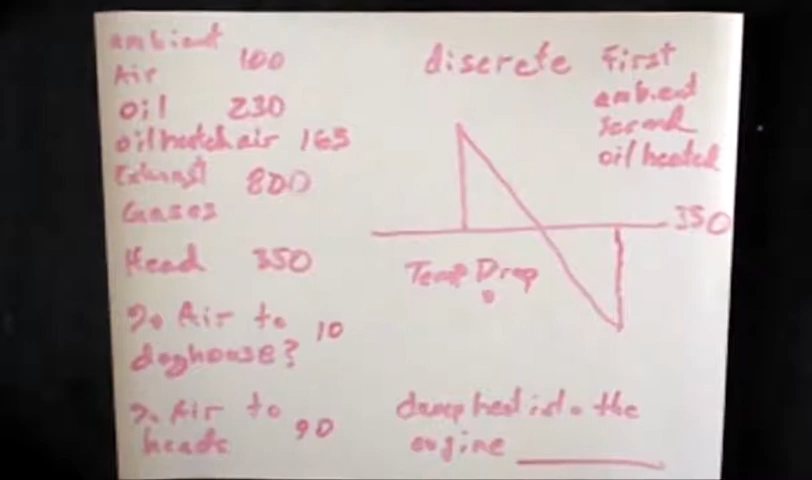 ambient
Air 100
oil 230
oil heated air 165
Exhaust 800
Gases
Head 350
% Air to 10
doghouse?
% Air to 90
heads
discrete
First
ambient
second
oil heated
350
Temp Drop
dump heat into the
engine